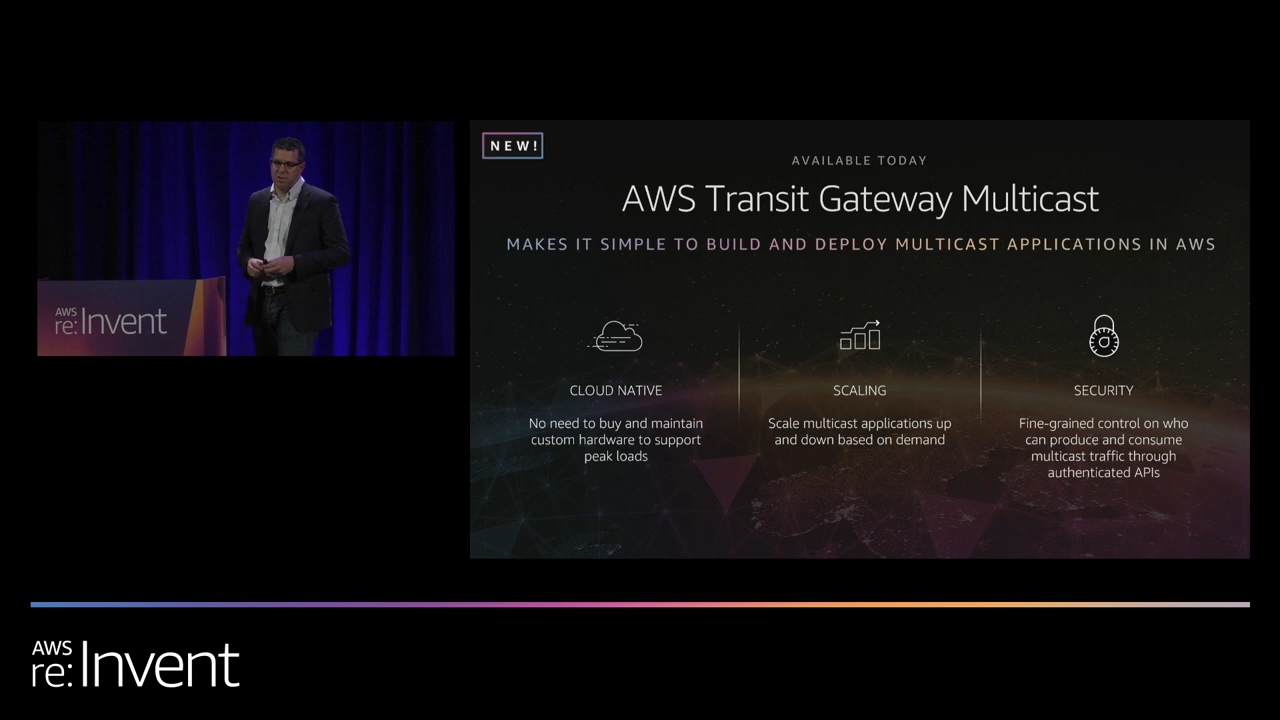 AWS
re:Invent
NEW!
AVAILABLE TODAY
AWS Transit Gateway Multicast
MAKES IT SIMPLE TO BUILD AND DEPLOY MULTICAST APPLICATIONS IN AWS
CLOUD NATIVE
No need to buy and maintain
custom hardware to support
peak loads
SCALING
Scale multicast applications up
and down based on demand
SECURITY
Fine-grained control on who
can produce and consume
multicast traffic through
authenticated APIs
AWS
re:Invent